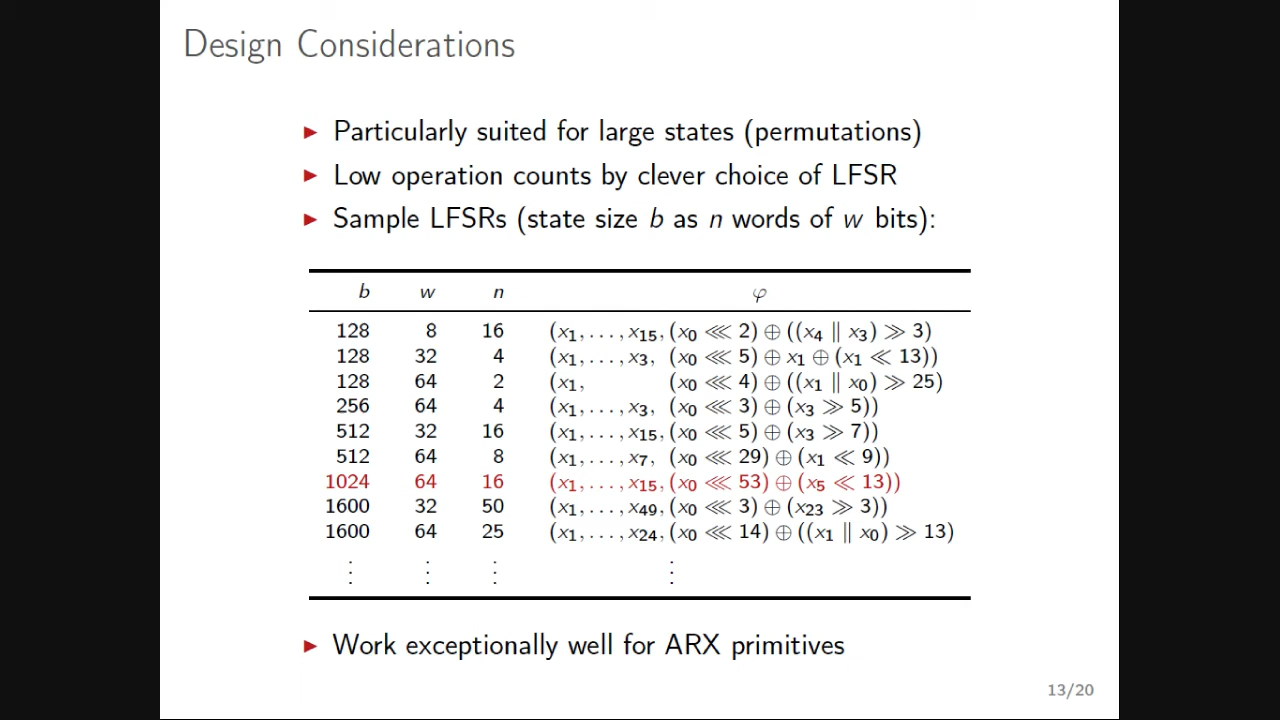 Design Considerations
▶ Particularly suited for large states (permutations)
▶ Low operation counts by clever choice of LFSR
▶ Sample LFSRs (state size b as n words of w bits):
b w n φ
128 8 16 (x₁, . . . , x₁₅, (x₀ ⋘ 2) ⊕ ((x₄ ∥ x₃) ≫ 3)
128 32 4 (x₁, . . . , x₃, (x₀ ⋘ 5) ⊕ x₁ ⊕ (x₁ ≪ 13))
128 64 2 (x₁, (x₀ ⋘ 4) ⊕ ((x₁ ∥ x₀) ≫ 25)
256 64 4 (x₁, . . . , x₃, (x₀ ⋘ 3) ⊕ (x₃ ≫ 5))
512 32 16 (x₁, . . . , x₁₅, (x₀ ⋘ 5) ⊕ (x₃ ≫ 7))
512 64 8 (x₁, . . . , x₇, (x₀ ⋘ 29) ⊕ (x₁ ≪ 9))
1024 64 16 (x₁, . . . , x₁₅, (x₀ ⋘ 53) ⊕ (x₅ ≪ 13))
1600 32 50 (x₁, . . . , x₄₉, (x₀ ⋘ 3) ⊕ (x₂₃ ≫ 3))
1600 64 25 (x₁, . . . , x₂₄, (x₀ ⋘ 14) ⊕ ((x₁ ∥ x₀) ≫ 13)
⋮ ⋮ ⋮ ⋮
▶ Work exceptionally well for ARX primitives
13/20